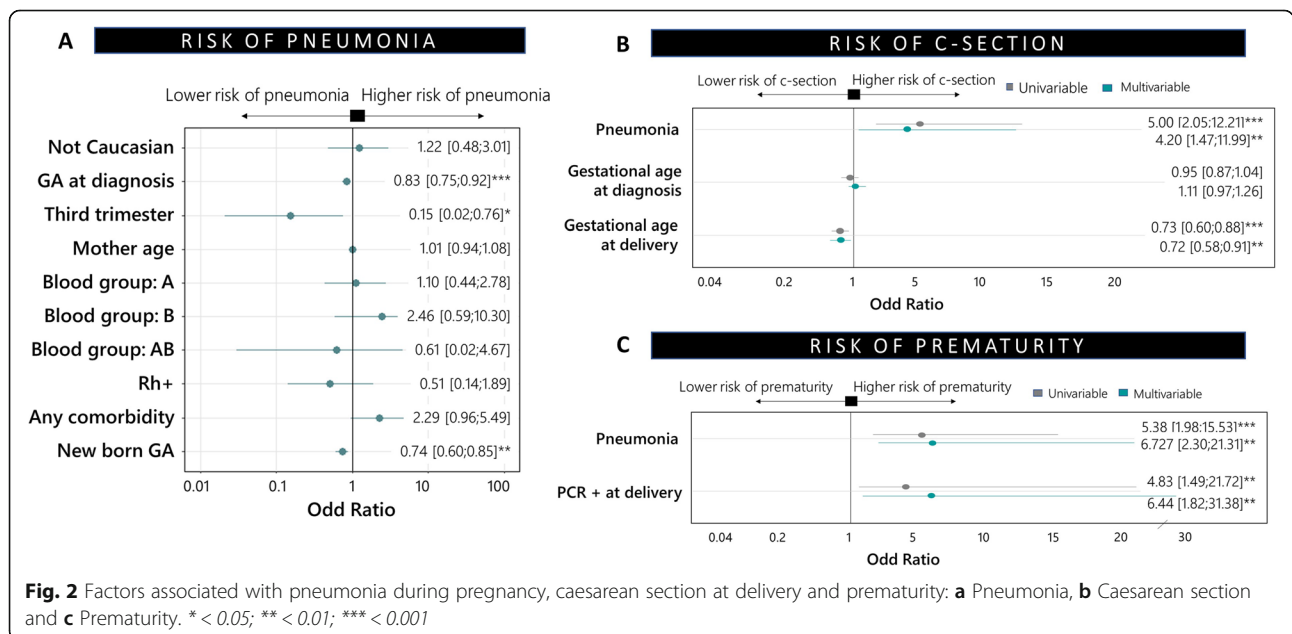 A RISK OF PNEUMONIA
Lower risk of pneumonia Higher risk of pneumonia
Not Caucasian 1.22 [0.48;3.01]
GA at diagnosis 0.83 [0.75;0.92]***
Third trimester 0.15 [0.02;0.76]*
Mother age 1.01 [0.94;1.08]
Blood group: A 1.10 [0.44;2.78]
Blood group: B 2.46 [0.59;10.30]
Blood group: AB 0.61 [0.02;4.67]
Rh+ 0.51 [0.14;1.89]
Any comorbidity 2.29 [0.96;5.49]
New born GA 0.74 [0.60;0.85]**
0.01 0.1 1 10 100
Odd Ratio
B RISK OF C-SECTION
Lower risk of c-section Higher risk of c-section Univariable Multivariable
Pneumonia 5.00 [2.05;12.21]***
4.20 [1.47;11.99]**
Gestational age 0.95 [0.87;1.04]
at diagnosis 1.11 [0.97;1.26]
Gestational age 0.73 [0.60;0.88]***
at delivery 0.72 [0.58;0.91]**
0.04 0.2 1 5 10 15 20
Odd Ratio
C RISK OF PREMATURITY
Lower risk of prematurity Higher risk of prematurity Univariable Multivariable
Pneumonia 5.38 [1.98;15.53]***
6.727 [2.30;21.31]**
PCR + at delivery 4.83 [1.49;21.72]**
6.44 [1.82;31.38]**
0.04 0.2 1 5 10 15 20 30
Odd Ratio
Fig. 2 Factors associated with pneumonia during pregnancy, caesarean section at delivery and prematurity: a Pneumonia, b Caesarean section
and c Prematurity. * < 0.05; ** < 0.01; *** < 0.001